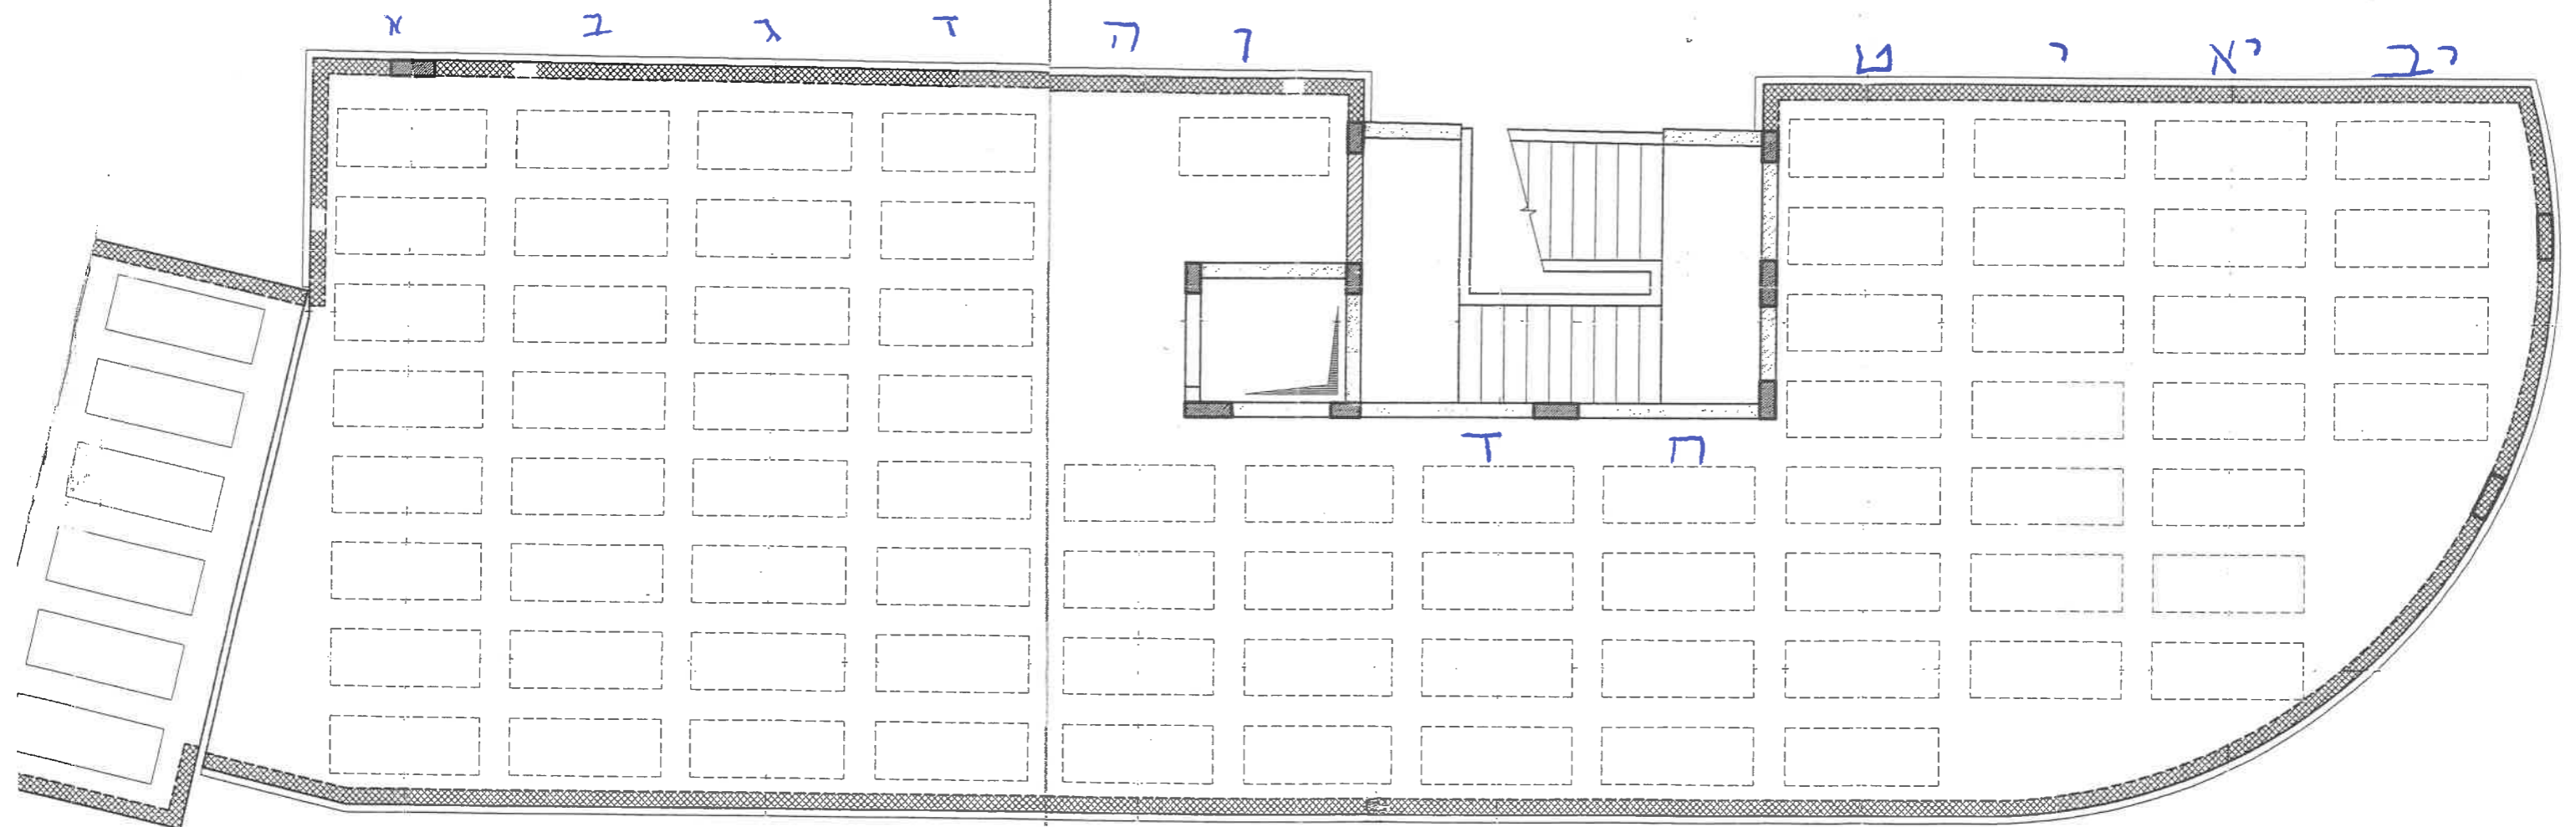 א ב ג ד ה ו ט י יא יב
ז ח